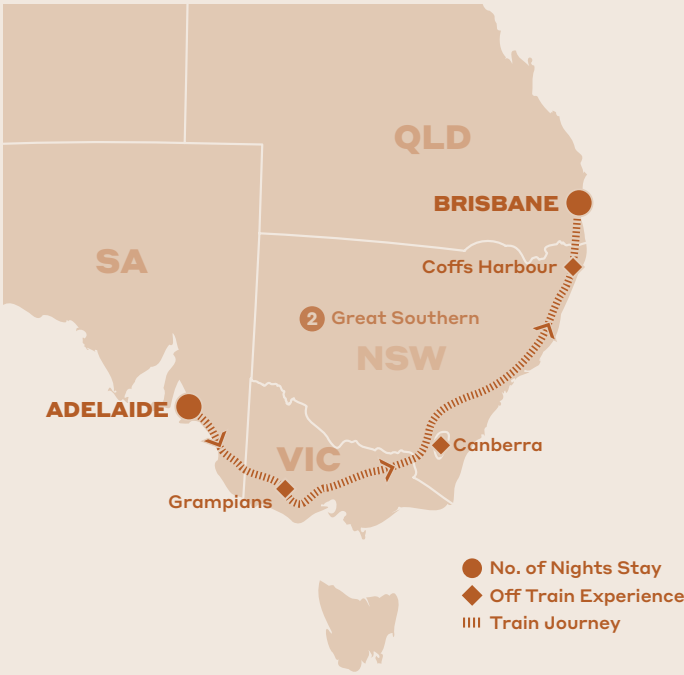 QLD
BRISBANE
SA
Coffs Harbour
2 Great Southern
NSW
ADELAIDE
VIC
Canberra
Grampians
No. of Nights Stay
Off Train Experience
Train Journey